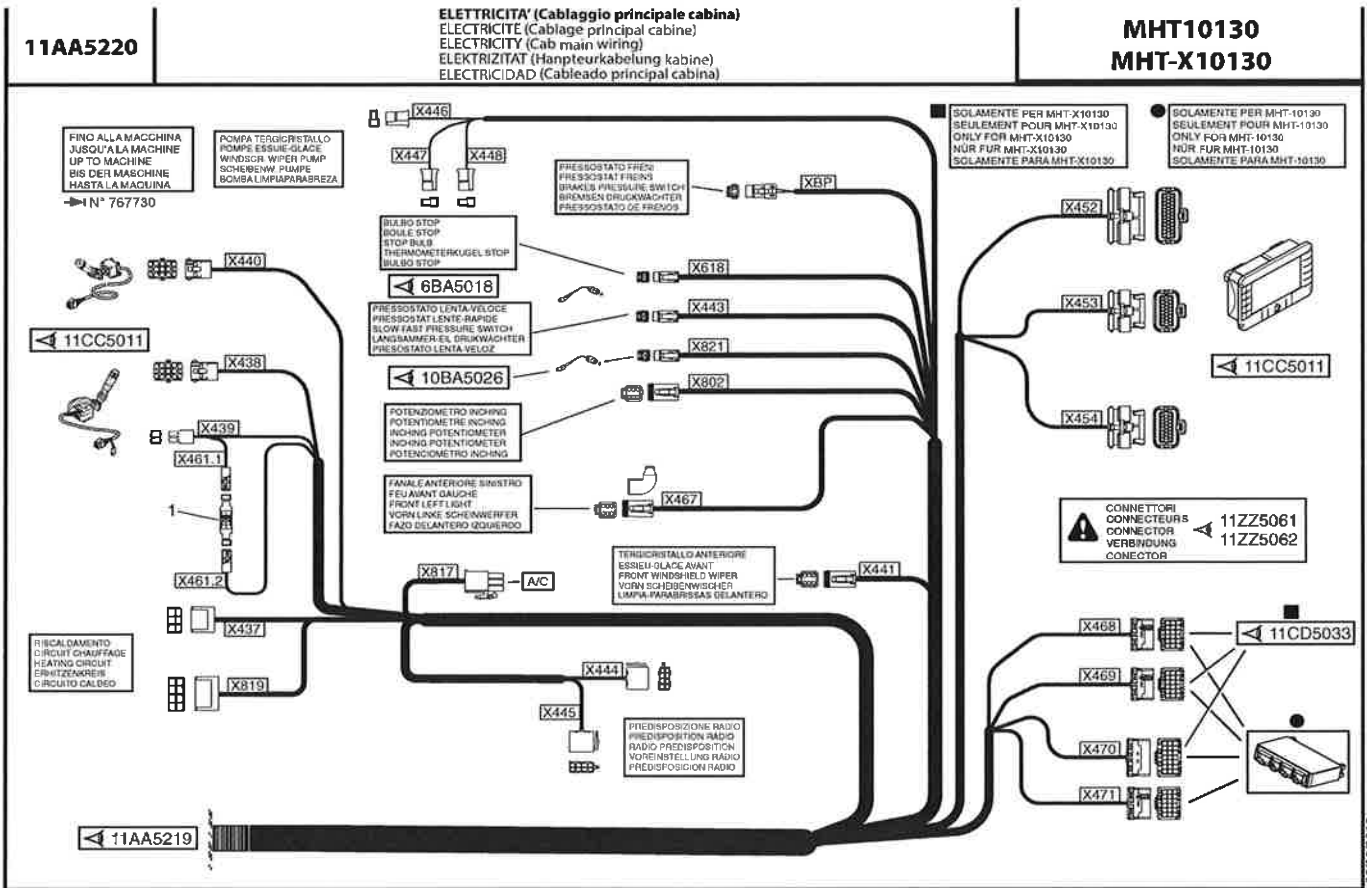 11AA5220
ELETTRICITA' (Cablaggio principale cabina)
ELECTRICITÉ (Cablage principal cabine)
ELECTRICITY (Cab main wiring)
ELEKTRIZITAT (Hanpteurkabelung kabine)
ELECTRICIDAD (Cableado principal cabina)
MHT10130
MHT-X10130
FINO ALLA MACCHINA
JUSQU'A LA MACHINE
UP TO MACHINE
BIS DER MASCHINE
HASTA LA MAQUINA
N° 767730
POMPA TERGICRISTALLO
POMPE ESSUIE-GLACE
WINDSCR. WIPER PUMP
SCHEIBENW. PUMPE
BOMBA LIMPIAPARABREZA
X446
X447
X448
PRESSOSTATO FRENI
PRESSOSTAT FREINS
BRAKES PRESSURE SWITCH
BREMSEN DRUCKWACHTER
PRESSOSTATO DE FRENOS
XBP
SOLAMENTE PER MHT-X10130
SEULEMENT POUR MHT-X10130
ONLY FOR MHT-X10130
NÜR FUR MHT-X10130
SOLAMENTE PARA MHT-X10130
SOLAMENTE PER MHT-10130
SEULEMENT POUR MHT-10130
ONLY FOR MHT-10130
NÜR FUR MHT-10130
SOLAMENTE PARA MHT-10130
X452
X453
X454
11CC5011
BULBO STOP
BOULE STOP
STOP BULB
THERMOMETERKUGEL STOP
BULBO STOP
6BA5018
X618
PRESSOSTATO LENTA-VELOCE
PRESSOSTAT LENTE-RAPIDE
SLOW-FAST PRESSURE SWITCH
LANGSAMMER-EIL DRUKWACHTER
PRESOSTATO LENTA-VELOZ
X443
10BA5026
X821
X802
POTENZIOMETRO INCHING
POTENTIOMETRE INCHING
INCHING POTENTIOMETER
INCHING POTENTIOMETER
POTENCIOMETRO INCHING
X440
11CC5011
X438
X439
X461.1
1
X461.2
FANALE ANTERIORE SINISTRO
FEU AVANT GAUCHE
FRONT LEFT LIGHT
VORN LINKE SCHEINWERFER
FAZO DELANTERO IZQUIERDO
X467
CONNETTORI
CONNECTEURS
CONNECTOR
VERBINDUNG
CONECTOR
11ZZ5061
11ZZ5062
TERGICRISTALLO ANTERIORE
ESSIEU-GLACE AVANT
FRONT WINDSHIELD WIPER
VORN SCHEIBENWISCHER
LIMPIA-PARABRISSAS DELANTERO
X441
X817
A/C
X437
RISCALDAMENTO
CIRCUIT CHAUFFAGE
HEATING CIRCUIT
ERHITZENKREIS
CIRCUITO CALDEO
X819
X444
X445
PREDISPOSIZIONE RADIO
PREDISPOSITION RADIO
RADIO PREDISPOSITION
VOREINSTELLUNG RADIO
PREDISPOSICION RADIO
X468
X469
X470
X471
11CD5033
11AA5219